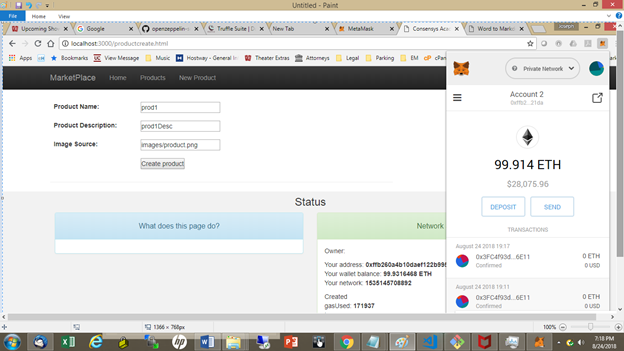 Untitled - Paint
File Home View
Upcoming Sho
Google
openzeppelin-s
Truffle Suite | D
New Tab
MetaMask
Consensys Aca
Word to Markd
localhost:3000/productcreate.html
Apps
Bookmarks
View Message
Music
Hostway - General h
Theater Extras
Attorneys
Legal
Parking
EM
cPan
MarketPlace Home Products New Product
Private Network
Account 2
0xffb2...21da
Product Name: prod1
Product Description: prod1Desc
Image Source: images/product.png
Create product
99.914 ETH
$28,075.96
DEPOSIT SEND
TRANSACTIONS
Status
What does this page do?
Network
August 24 2018 19:17
0x3FC4f93d...6E11 0 ETH
Confirmed 0 USD
Owner:
Your address: 0xffb260a4b10daef122b99
Your wallet balance: 99.9316468 ETH
Your network: 1535145708892
Created
gasUsed: 171937
August 24 2018 19:11
0x3FC4f93d...6E11 0 ETH
Confirmed 0 USD
1366 × 768px
100%
7:18 PM
8/24/2018